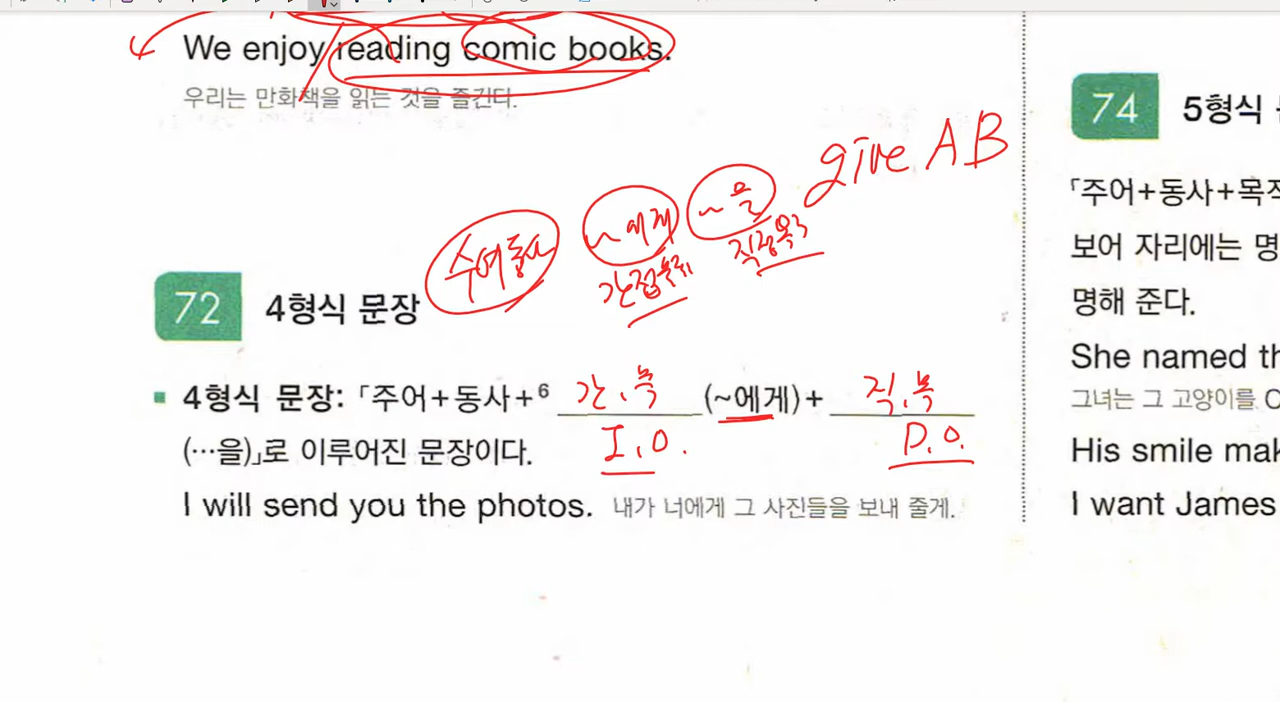 We enjoy reading comic books.
우리는 만화책을 읽는 것을 즐긴다.
give A B
수여동사 ~에게 ~을
간접목적 직접목
72 4형식 문장
4형식 문장: 「주어+동사+⁶ 간.목 (~에게)+ 직.목
I.O. D.O.
(…을)」로 이루어진 문장이다.
I will send you the photos. 내가 너에게 그 사진들을 보내 줄게.
74 5형식
「주어+동사+목적
보어 자리에는 명
명해 준다.
She named th
그녀는 그 고양이를
His smile mak
I want James